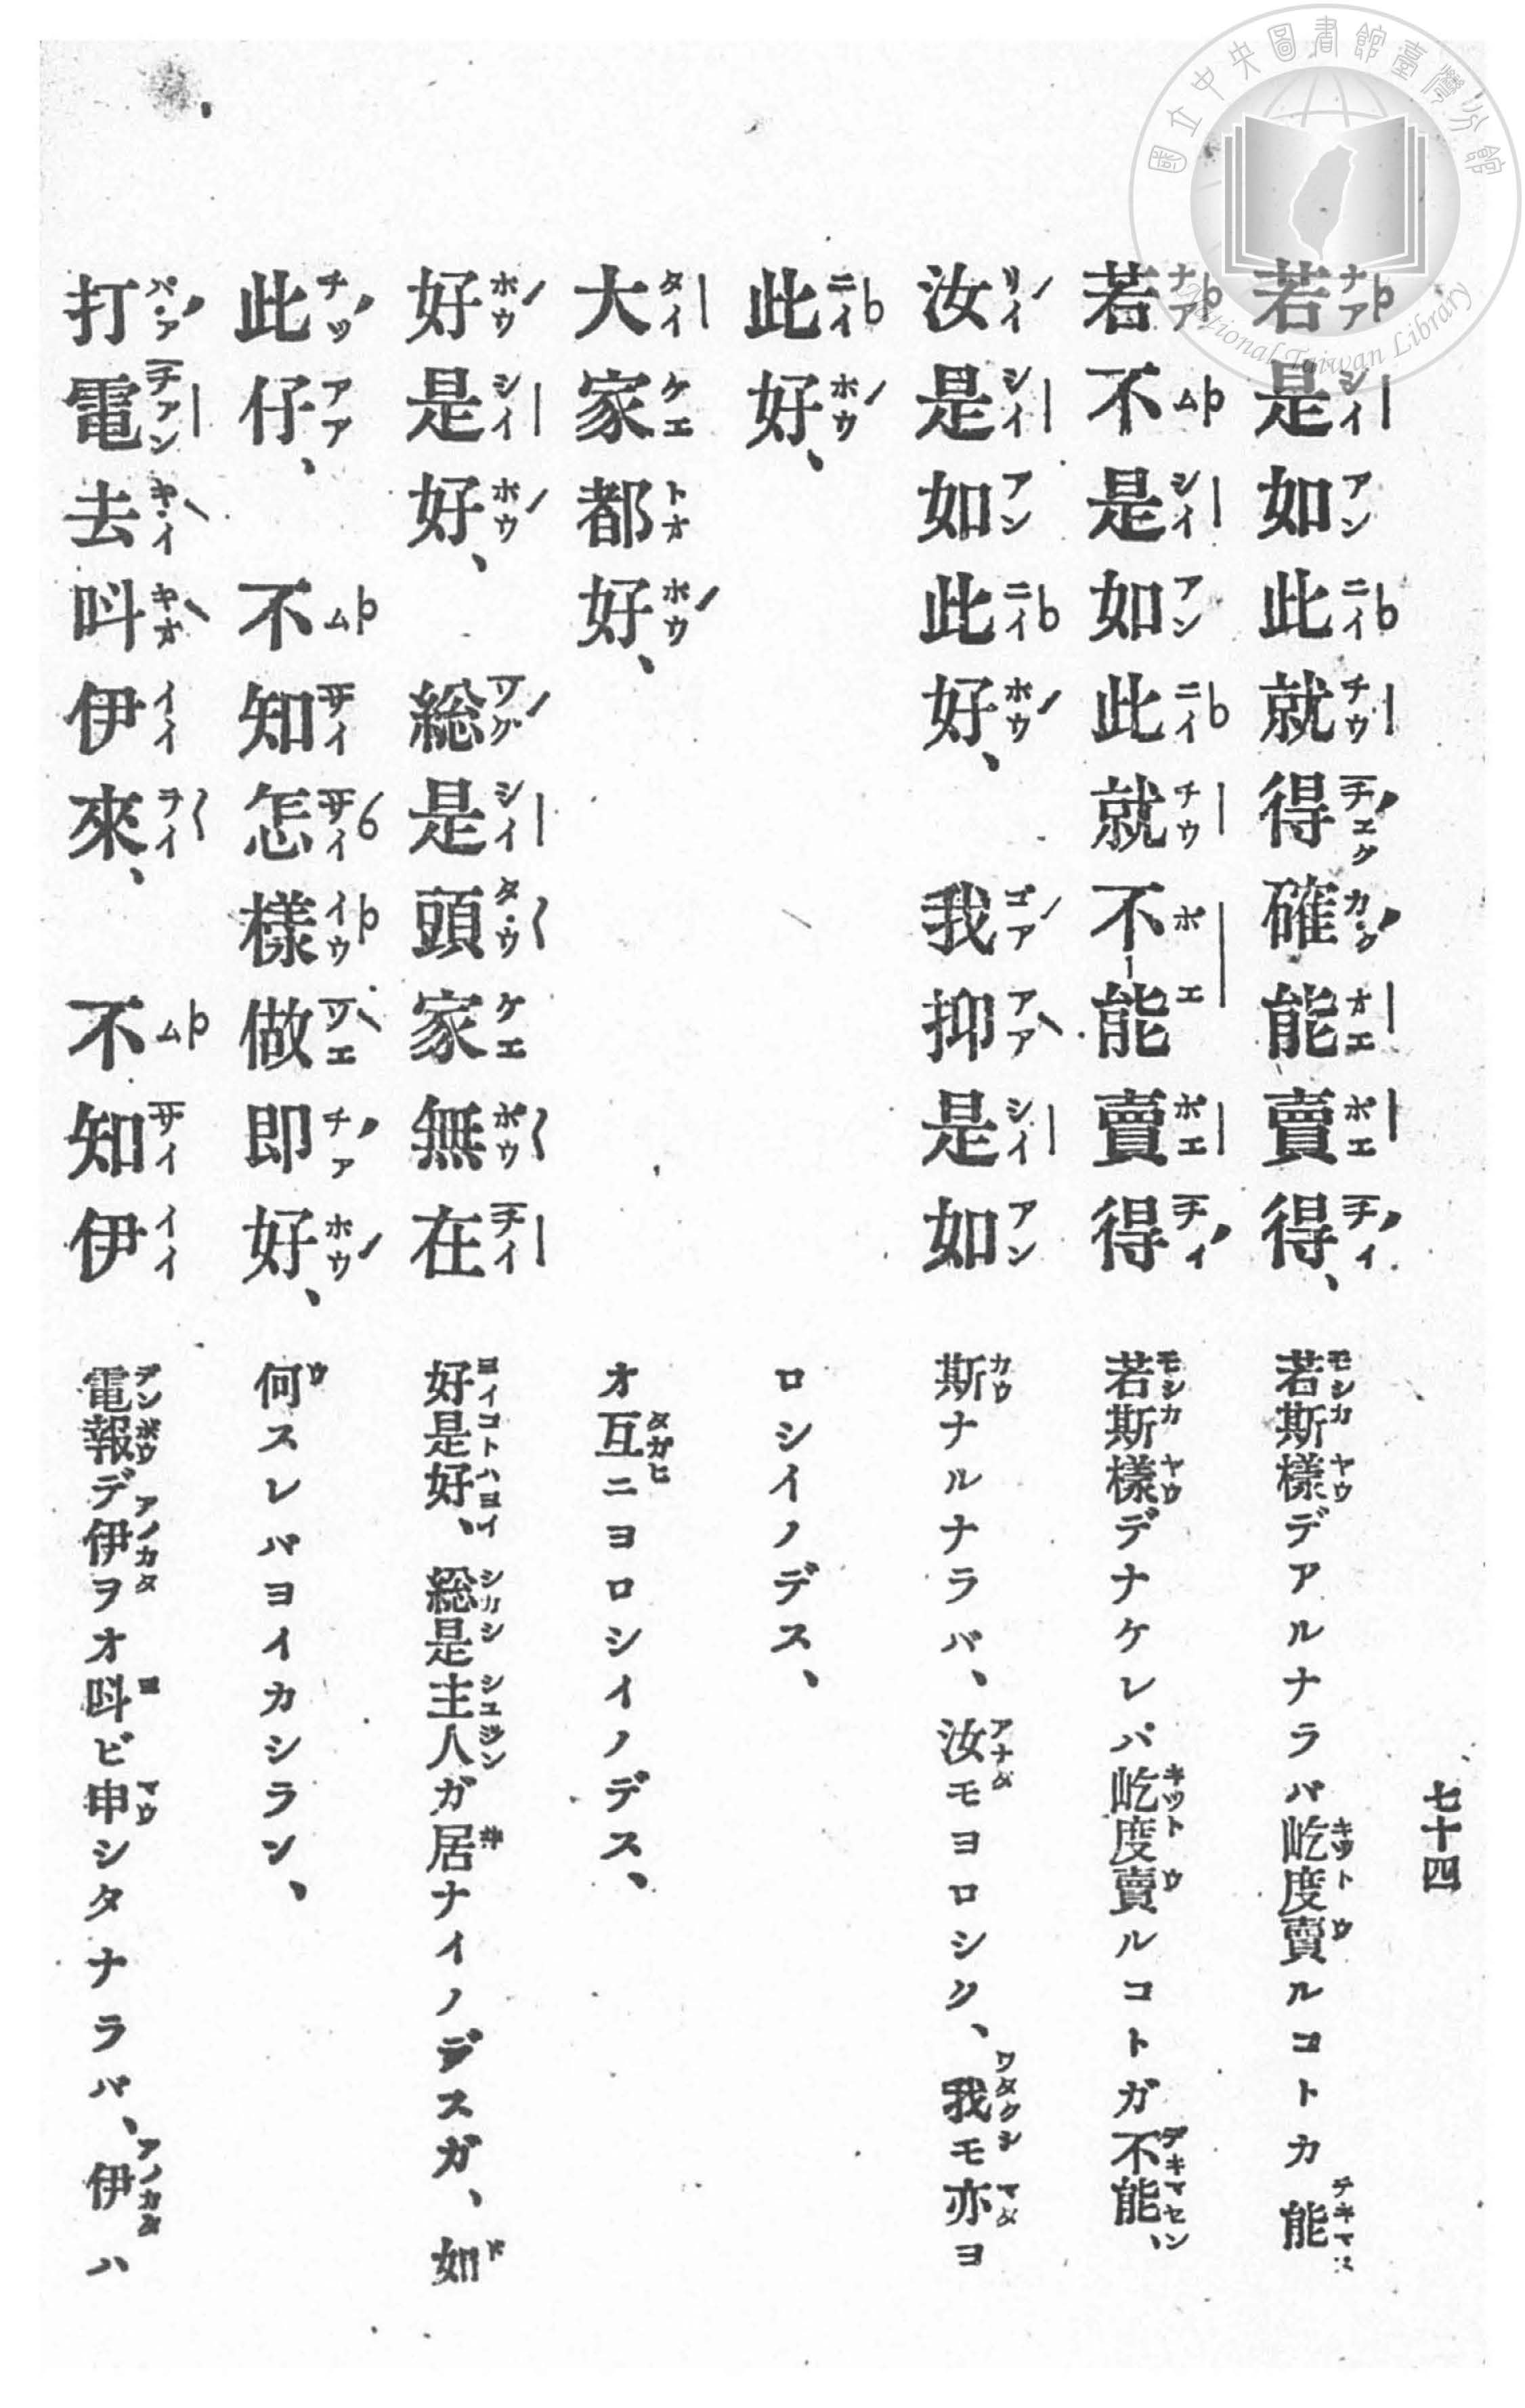 國立中央圖書館臺灣分館
National Taiwan Library
七十四
若是如此就得確能賣得、
若斯樣デアルナラバ屹度賣ルコトカ能
若不是如此就不能賣得
若斯樣デナケレバ屹度賣ルコトガ不能、
汝是如此好、 我抑是如
斯ナルナラバ、汝モヨロシク、我モ亦ヨ
此好、
ロシイノデス、
大家都好、
オ互ニヨロシイノデス、
好是好、 総是頭家無在
好是好、総是主人ガ居ナイノデスガ、如
此仔、 不知怎樣做即好、
何スレバヨイカシラン、
打電去呌伊來、 不知伊
電報デ伊ヲオ呌ビ申シタナラバ、伊ハ